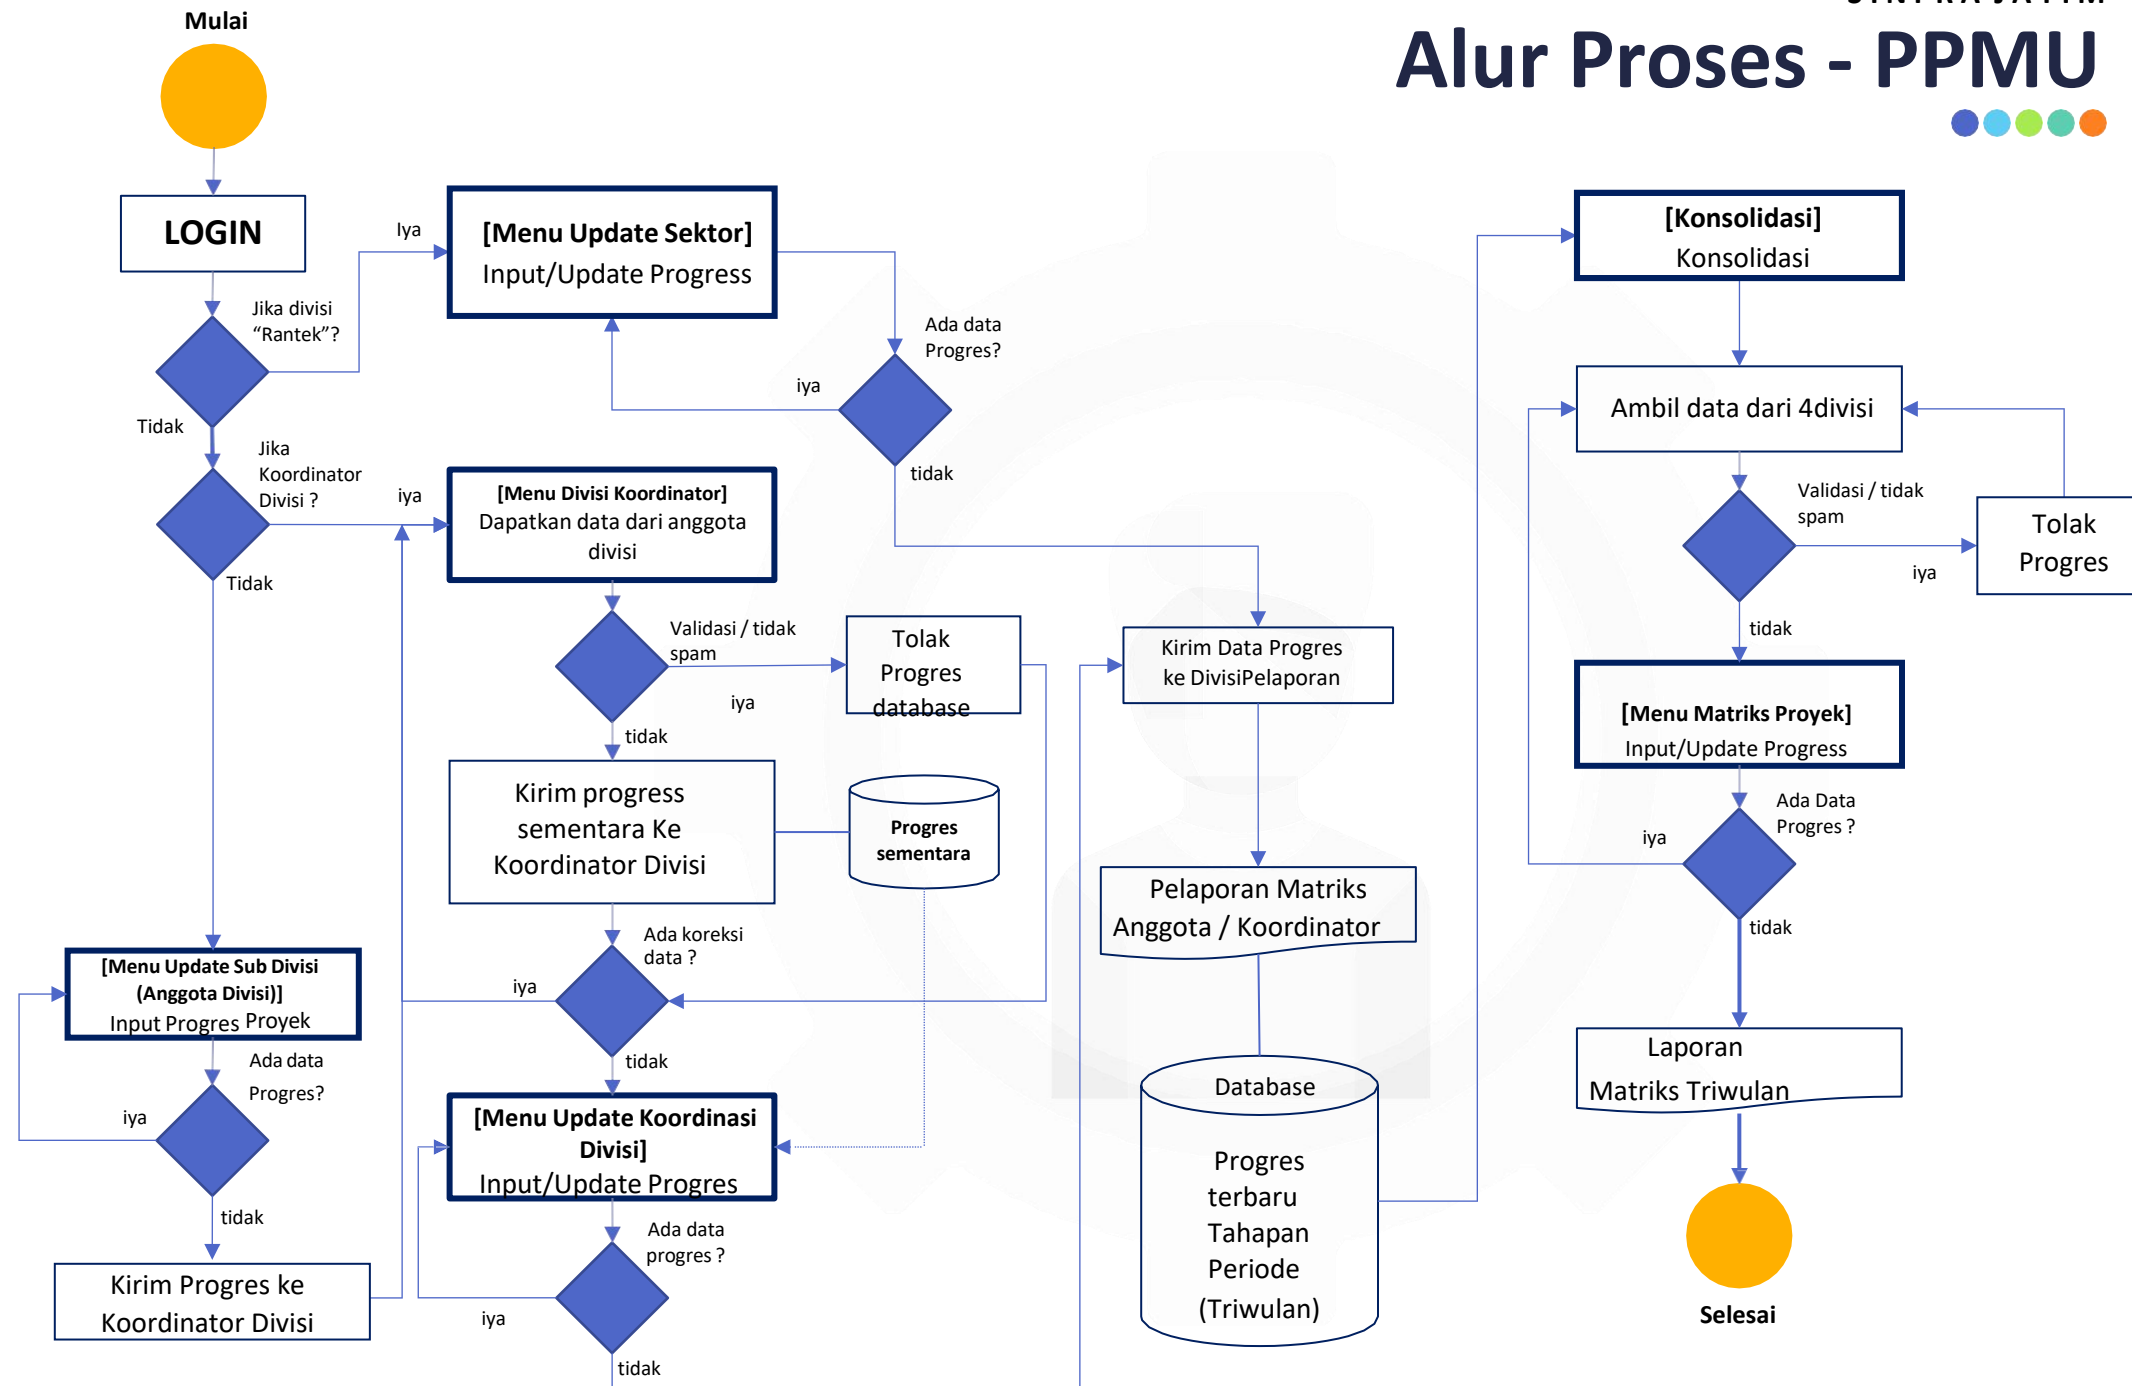 Alur Proses - PPMU
Mulai
LOGIN
Jika divisi
“Rantek”?
Iya
Tidak
[Menu Update Sektor]
Input/Update Progress
Ada data
Progres?
iya
tidak
Jika
Koordinator
Divisi ?
iya
Tidak
[Menu Divisi Koordinator]
Dapatkan data dari anggota
divisi
Validasi / tidak
spam
iya
tidak
Tolak
Progres
database
Kirim progress
sementara Ke
Koordinator Divisi
Progres
sementara
Ada koreksi
data ?
iya
tidak
[Menu Update Sub Divisi
(Anggota Divisi)]
Input Progres Proyek
Ada data
Progres?
iya
tidak
Kirim Progres ke
Koordinator Divisi
[Menu Update Koordinasi
Divisi]
Input/Update Progres
Ada data
progres ?
iya
tidak
Kirim Data Progres
ke DivisiPelaporan
Pelaporan Matriks
Anggota / Koordinator
Database
Progres
terbaru
Tahapan
Periode
(Triwulan)
[Konsolidasi]
Konsolidasi
Ambil data dari 4divisi
Validasi / tidak
spam
iya
tidak
Tolak
Progres
[Menu Matriks Proyek]
Input/Update Progress
Ada Data
Progres ?
iya
tidak
Laporan
Matriks Triwulan
Selesai